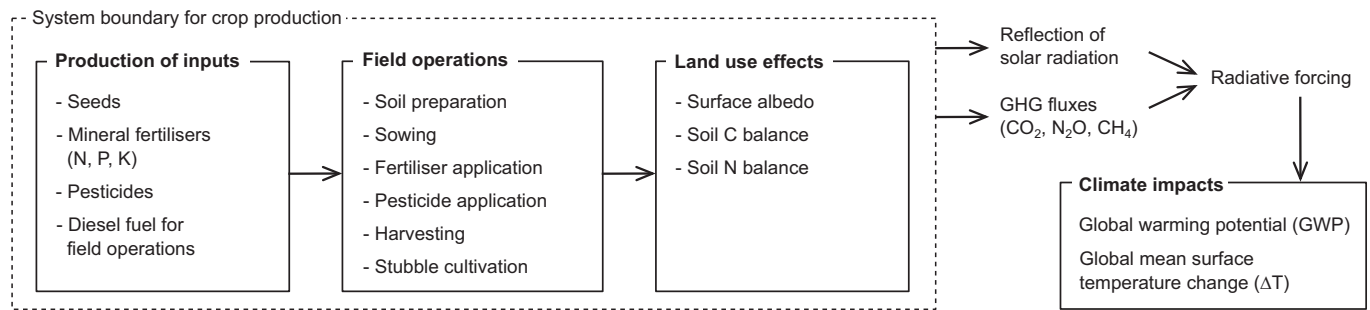 System boundary for crop production
Production of inputs
- Seeds
- Mineral fertilisers
(N, P, K)
- Pesticides
- Diesel fuel for
field operations
Field operations
- Soil preparation
- Sowing
- Fertiliser application
- Pesticide application
- Harvesting
- Stubble cultivation
Land use effects
- Surface albedo
- Soil C balance
- Soil N balance
Reflection of
solar radiation
GHG fluxes
(CO₂, N₂O, CH₄)
Radiative forcing
Climate impacts
Global warming potential (GWP)
Global mean surface
temperature change (ΔT)